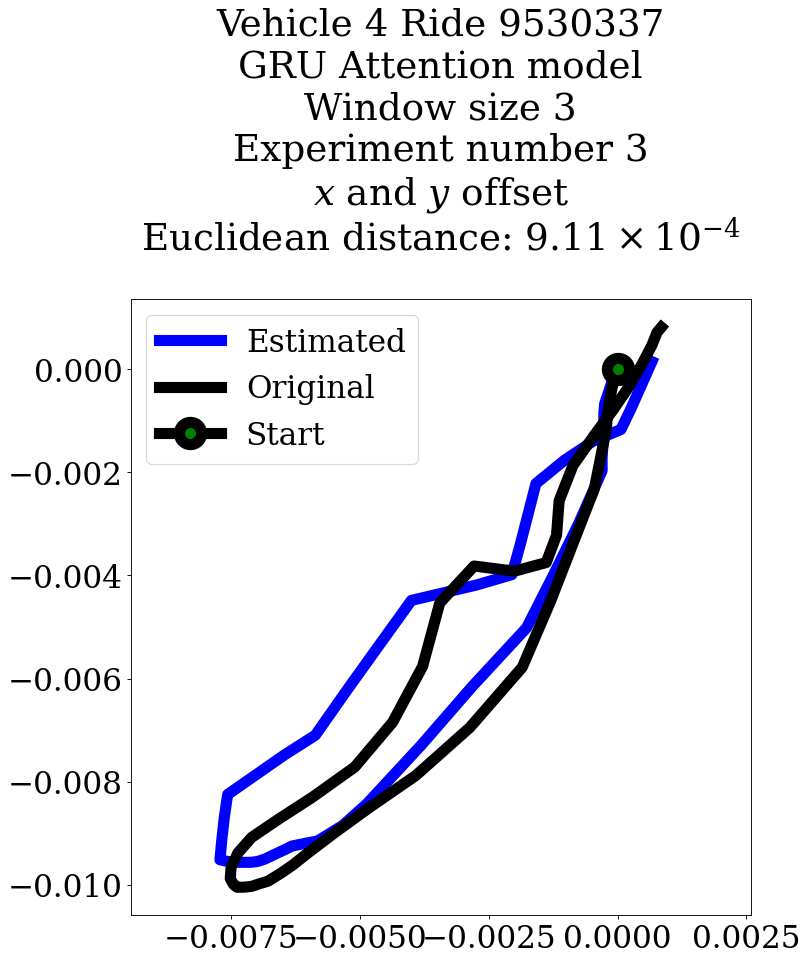 Vehicle 4 Ride 9530337
GRU Attention model
Window size 3
Experiment number 3
x and y offset
Euclidean distance: 9.11 × 10⁻⁴
Estimated
Original
Start
0.000
−0.002
−0.004
−0.006
−0.008
−0.010
−0.0075 −0.0050 −0.0025 0.0000 0.0025